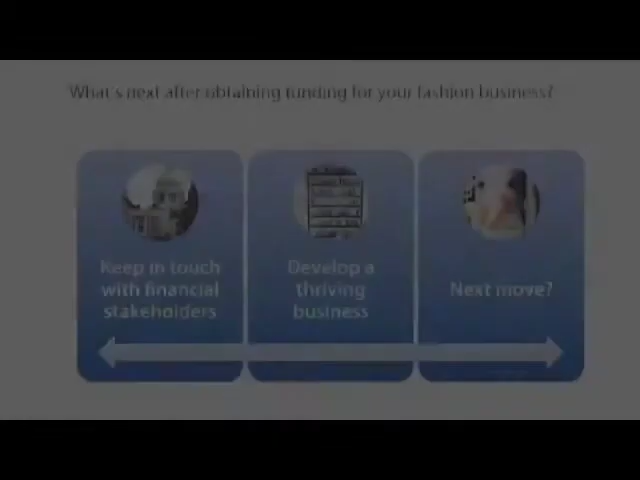 What's next after obtaining funding for your fashion business?
Keep in touch
with financial
stakeholders
Develop a
thriving
business
Next move?